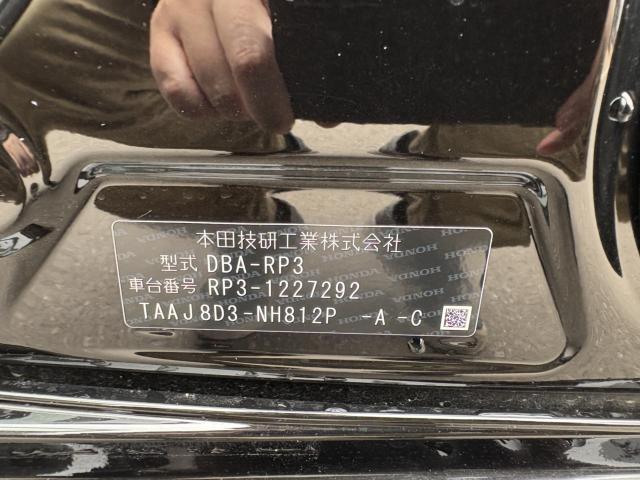 本田技研工業株式会社
型式 DBA-RP3
車台番号 RP3-1227292
TAAJ8D3-NH812P -A -C